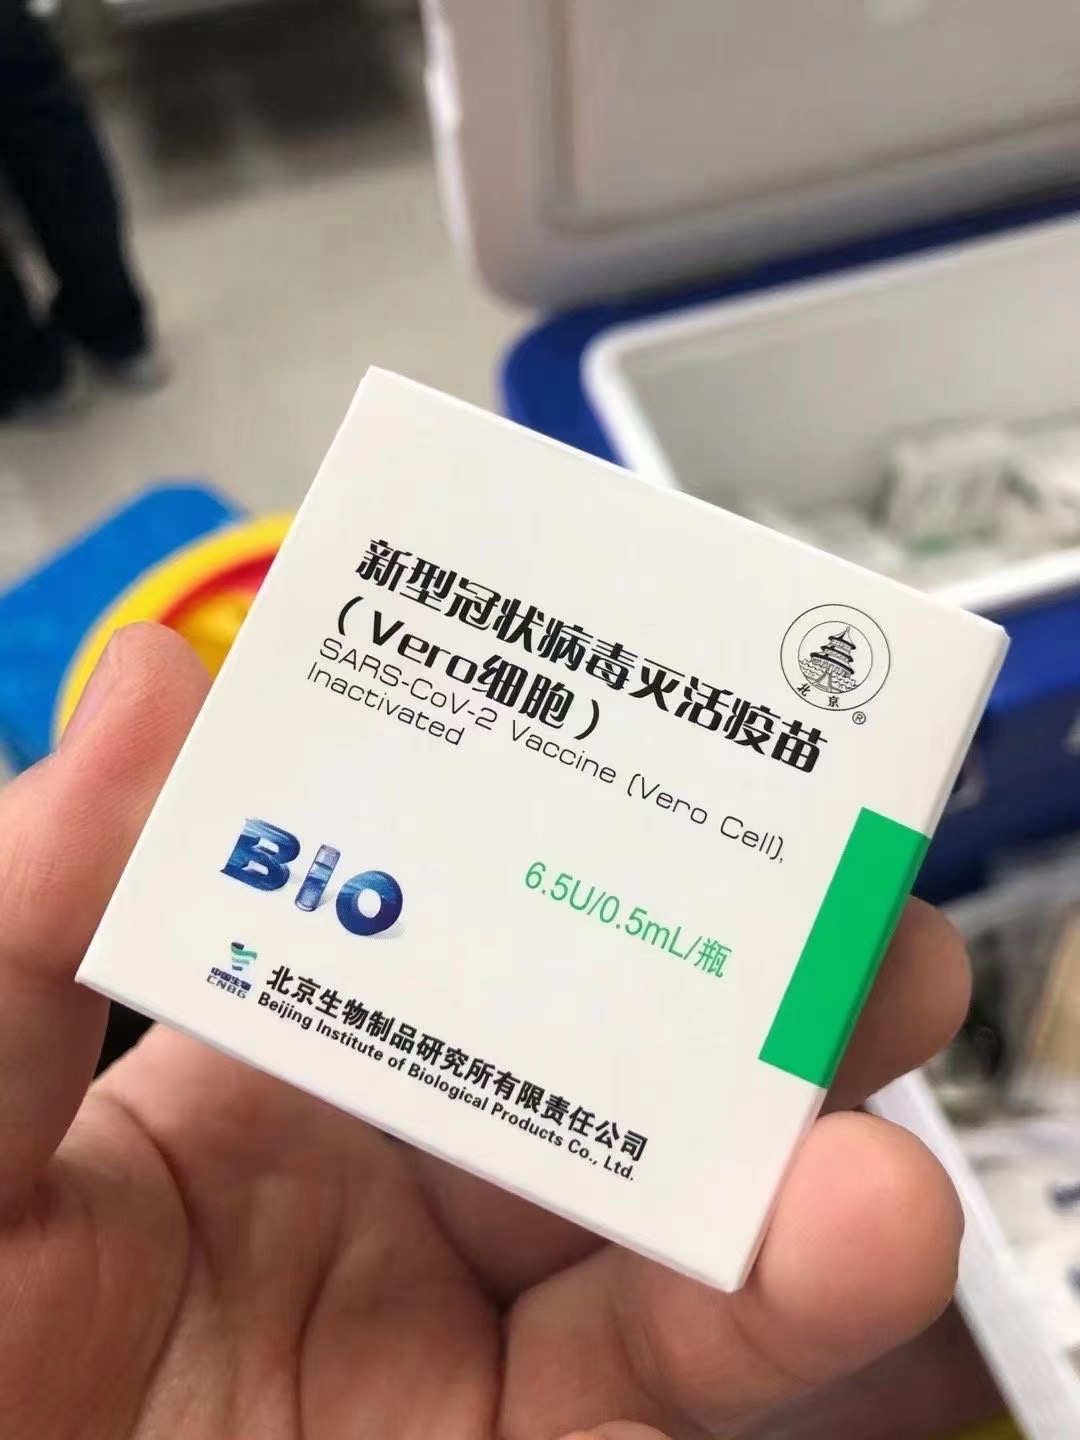 新型冠状病毒灭活疫苗
（Vero细胞）
SARS-CoV-2 Vaccine (Vero Cell),
Inactivated
北京
®
BIO
6.5U/0.5mL/瓶
中国生物
CNBG
北京生物制品研究所有限责任公司
Beijing Institute of Biological Products Co., Ltd.